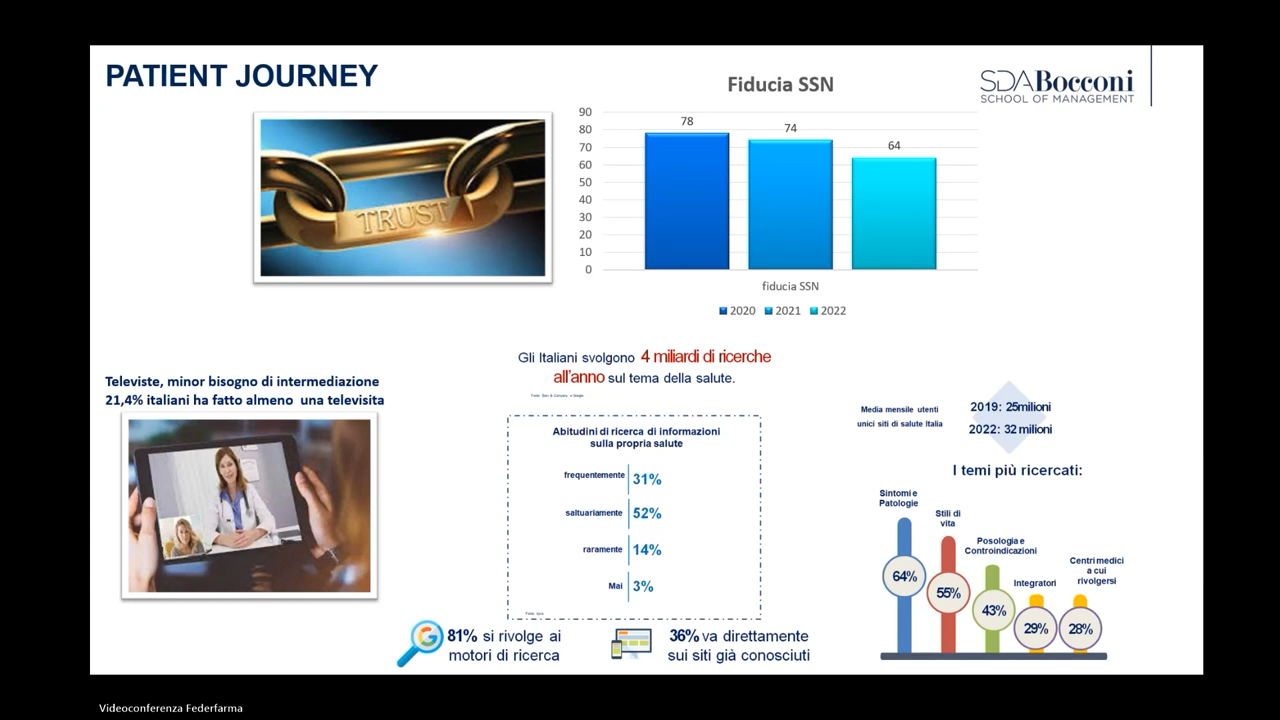 PATIENT JOURNEY
SDA Bocconi
SCHOOL OF MANAGEMENT
TRUST
Fiducia SSN
90
80
70
60
50
40
30
20
10
0
78
74
64
fiducia SSN
2020 2021 2022
Televiste, minor bisogno di intermediazione
21,4% italiani ha fatto almeno una televisita
Gli Italiani svolgono 4 miliardi di ricerche
all'anno sul tema della salute.
Abitudini di ricerca di informazioni
sulla propria salute
frequentemente 31%
saltuariamente 52%
raramente 14%
Mai 3%
81% si rivolge ai
motori di ricerca
36% va direttamente
sui siti già conosciuti
Media mensile utenti
unici siti di salute Italia
2019: 25milioni
2022: 32 milioni
I temi più ricercati:
Sintomi e
Patologie
64%
Stili di
vita
55%
Posologia e
Controindicazioni
43%
Integratori
29%
Centri medici
a cui
rivolgersi
28%
Videoconferenza Federfarma